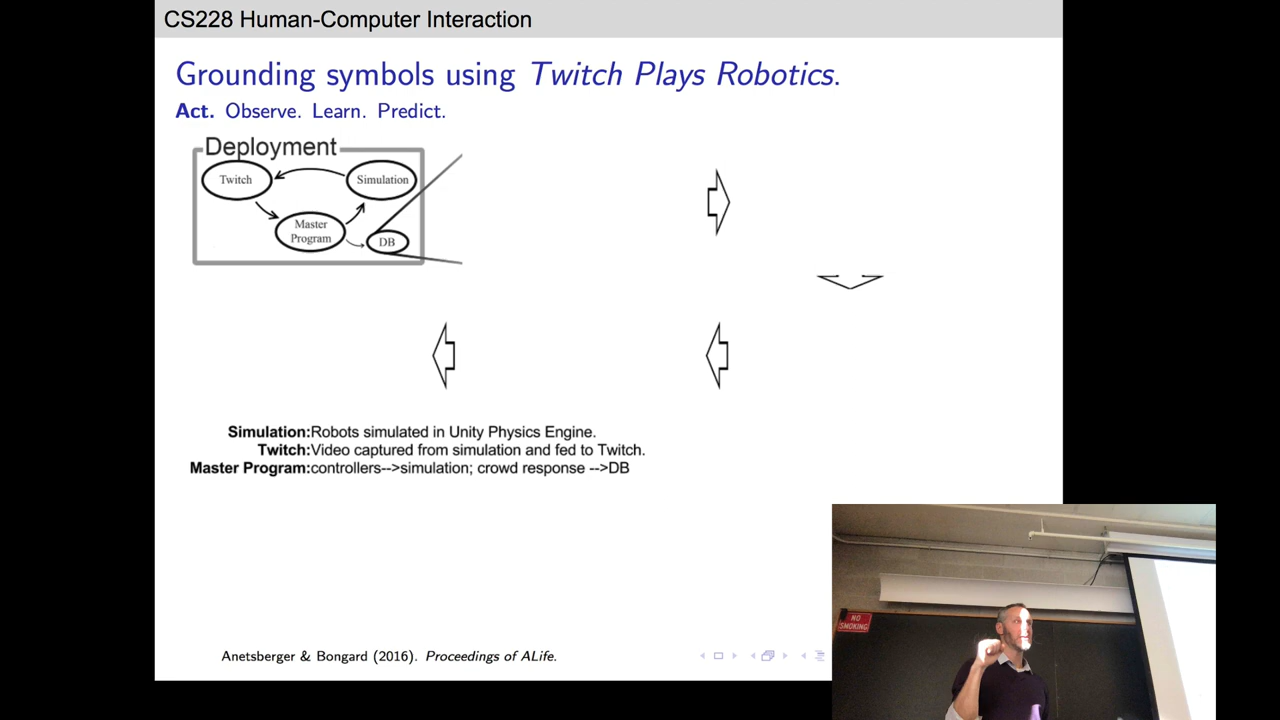 CS228 Human-Computer Interaction
Grounding symbols using Twitch Plays Robotics.
Act. Observe. Learn. Predict.
Deployment
Twitch
Simulation
Master
Program
DB
Simulation:Robots simulated in Unity Physics Engine.
Twitch:Video captured from simulation and fed to Twitch.
Master Program:controllers-->simulation; crowd response -->DB
NO
SMOKING
Anetsberger & Bongard (2016). Proceedings of ALife.